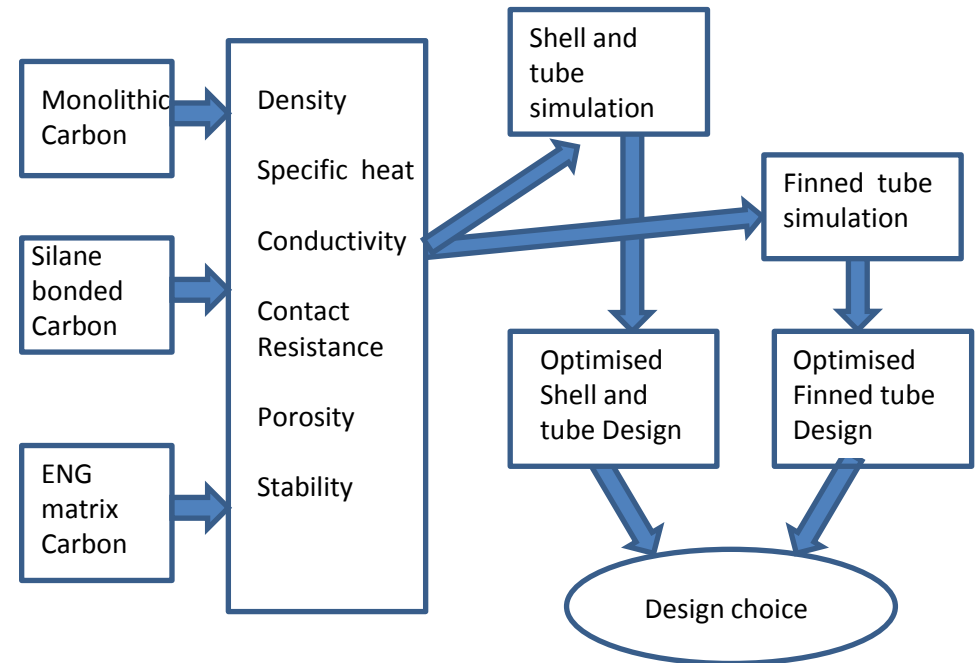 Monolithic
Carbon
Silane
bonded
Carbon
ENG
matrix
Carbon
Density
Specific heat
Conductivity
Contact
Resistance
Porosity
Stability
Shell and
tube
simulation
Finned tube
simulation
Optimised
Shell and
tube Design
Optimised
Finned tube
Design
Design choice